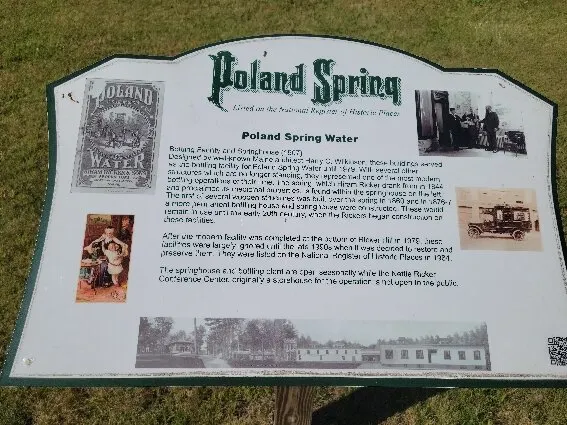 Poland Spring
Listed on the National Register of Historic Places
POLAND
WATER
Poland Spring Water
Bottling Facility and Springhouse (1907)
Designed by well-known Maine architect Harry C. Wilkinson, these buildings served
as the bottling facility for Poland Spring Water until 1979. With several other
structures which are no longer standing, they represented one of the most modern
bottling operations of their time. The spring, which Hiram Ricker drank from in 1844
and proclaimed its medicinal properties, is found within the springhouse on the left.
The first of several wooden structures was built over the spring in 1860 and in 1876-7
a more permanent bottling house and springhouse were constructed. These would
remain in use until the early 20th century, when the Rickers began construction on
these facilities.
After the modern facility was completed at the bottom of Ricker Hill in 1979, these
facilities were largely ignored until the late 1990s when it was decided to restore and
preserve them. They were listed on the National Register of Historic Places in 1984.
The springhouse and bottling plant are open seasonally while the Nettie Ricker
Conference Center, originally a storehouse for the operation, is not open to the public.